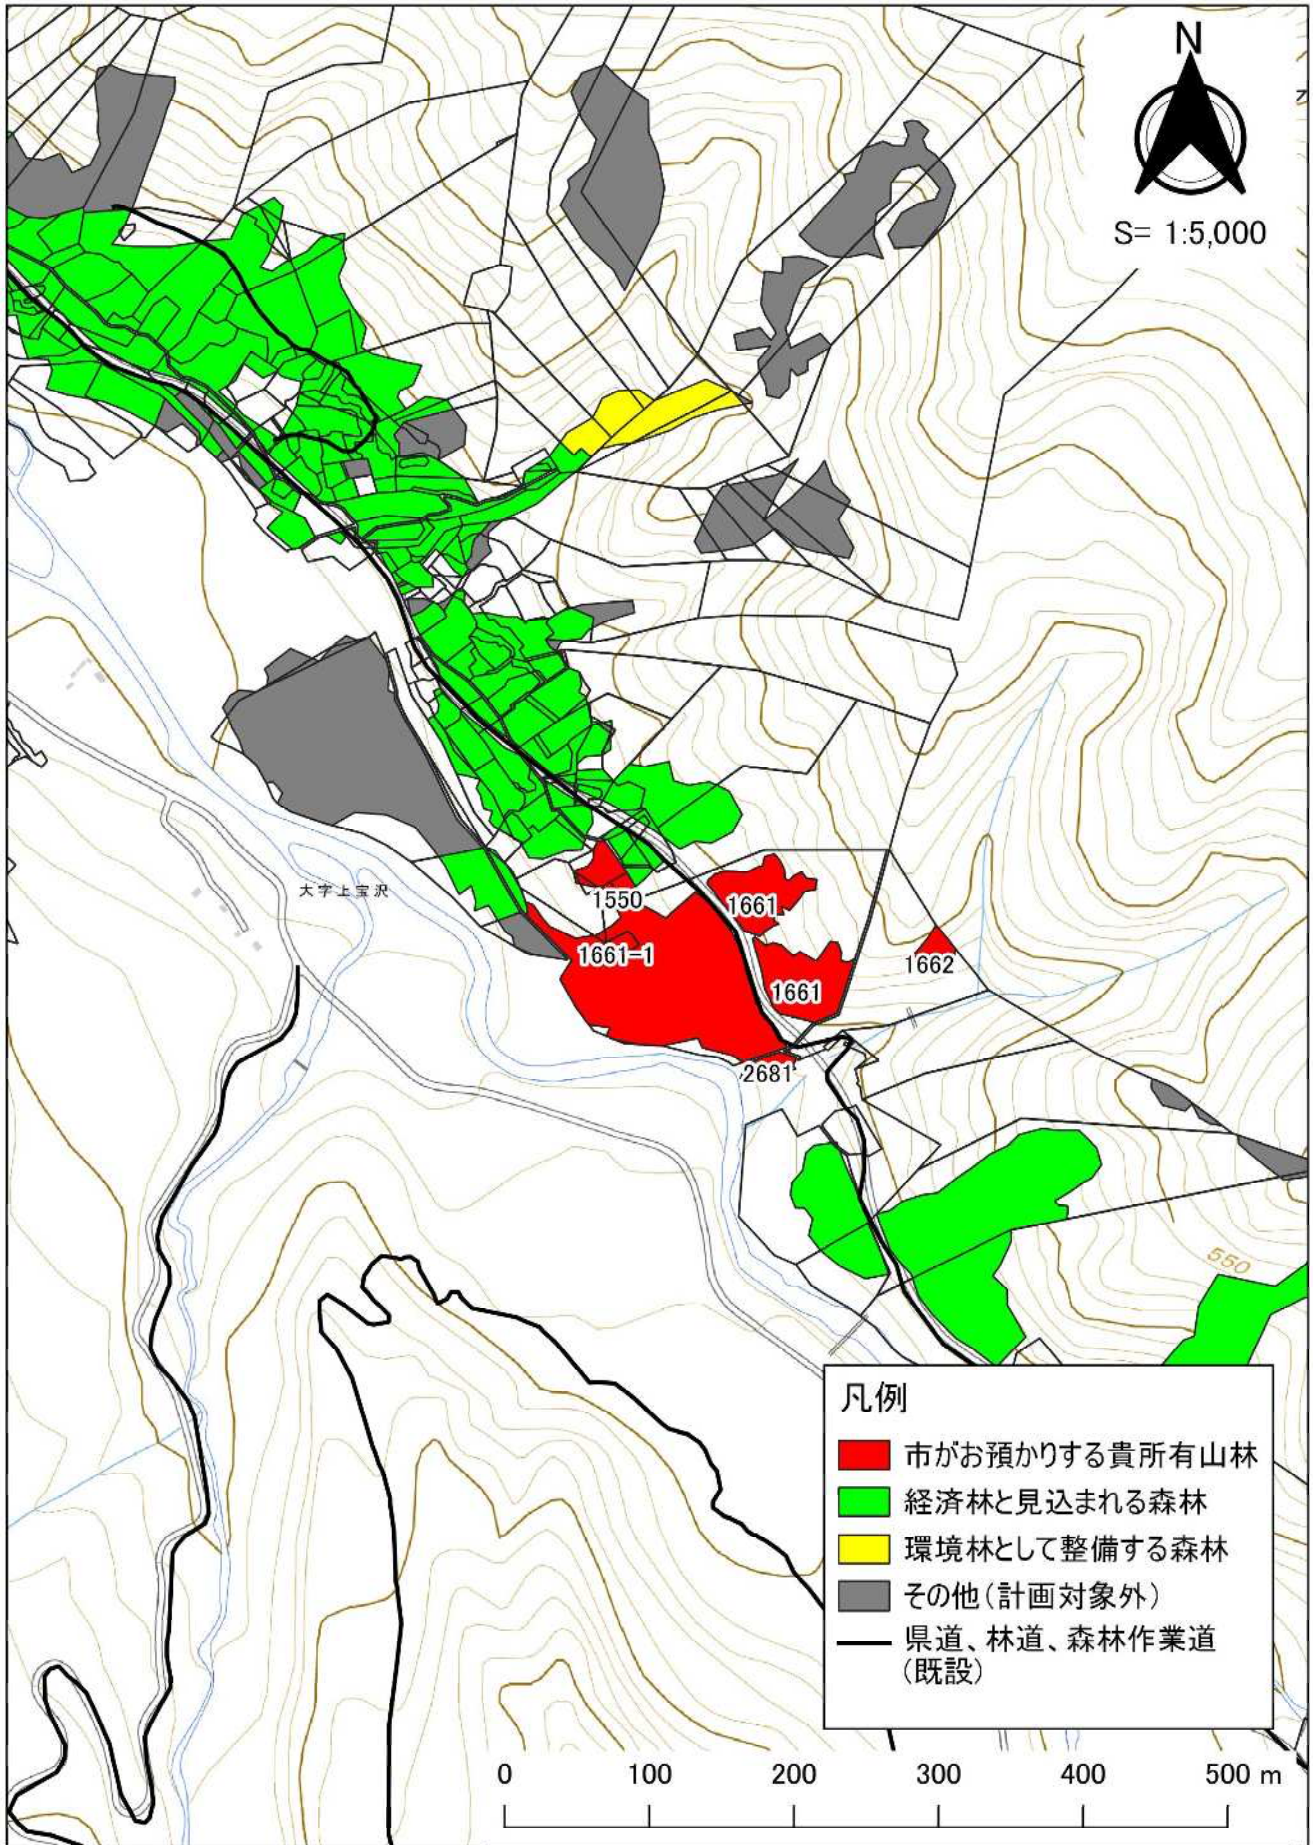 N
S= 1:5,000
大字上宝沢
1550
1661
1661-1
1662
1661
2681
550
凡例
市がお預かりする貴所有山林
経済林と見込まれる森林
環境林として整備する森林
その他(計画対象外)
県道、林道、森林作業道
(既設)
0 100 200 300 400 500 m